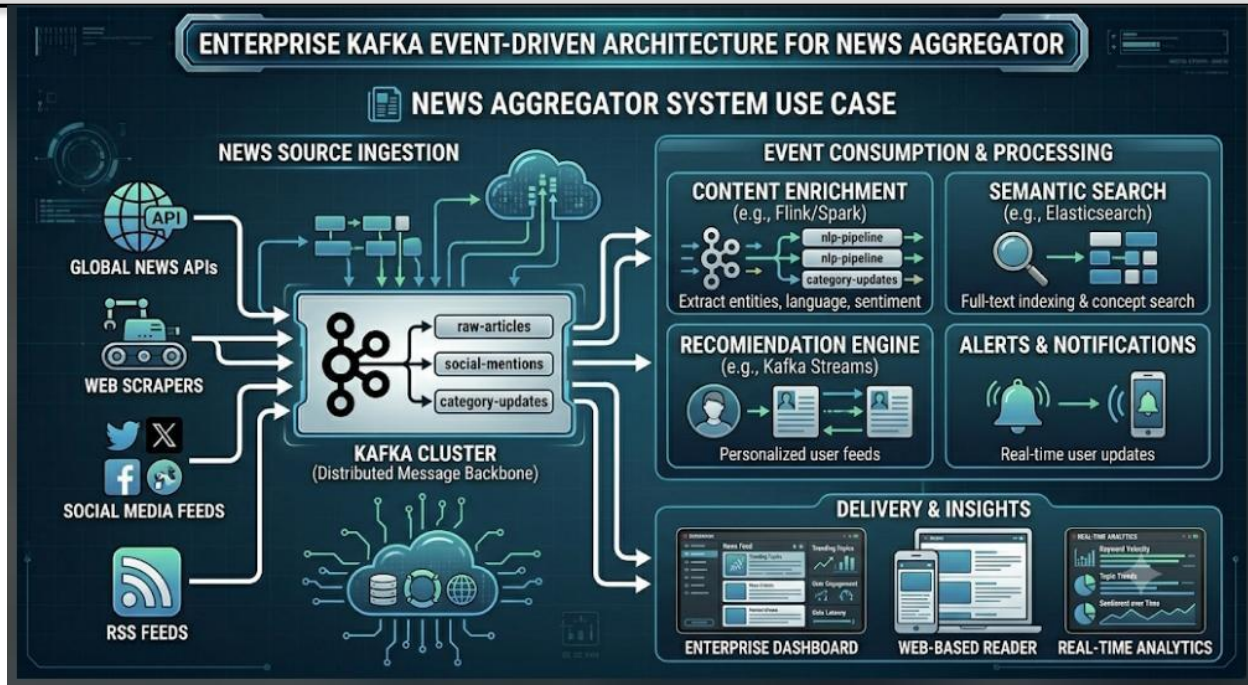 ENTERPRISE KAFKA EVENT-DRIVEN ARCHITECTURE FOR NEWS AGGREGATOR
NEWS AGGREGATOR SYSTEM USE CASE
NEWS SOURCE INGESTION
API
GLOBAL NEWS APIs
WEB SCRAPERS
SOCIAL MEDIA FEEDS
RSS FEEDS
raw-articles
social-mentions
category-updates
KAFKA CLUSTER
(Distributed Message Backbone)
EVENT CONSUMPTION & PROCESSING
CONTENT ENRICHMENT
(e.g., Flink/Spark)
nlp-pipeline
nlp-pipeline
category-updates
Extract entities, language, sentiment
SEMANTIC SEARCH
(e.g., Elasticsearch)
Full-text indexing & concept search
RECOMIENDATION ENGINE
(e.g., Kafka Streams)
Personalized user feeds
ALERTS & NOTIFICATIONS
Real-time user updates
DELIVERY & INSIGHTS
News Feed
Trending Topics
Trending Topics
User Engagement
Data Latency
ENTERPRISE DASHBOARD
WEB-BASED READER
REAL-TIME ANALYTICS
Keyword Velocity
Topic Trends
Sentiment over Time
REAL-TIME ANALYTICS